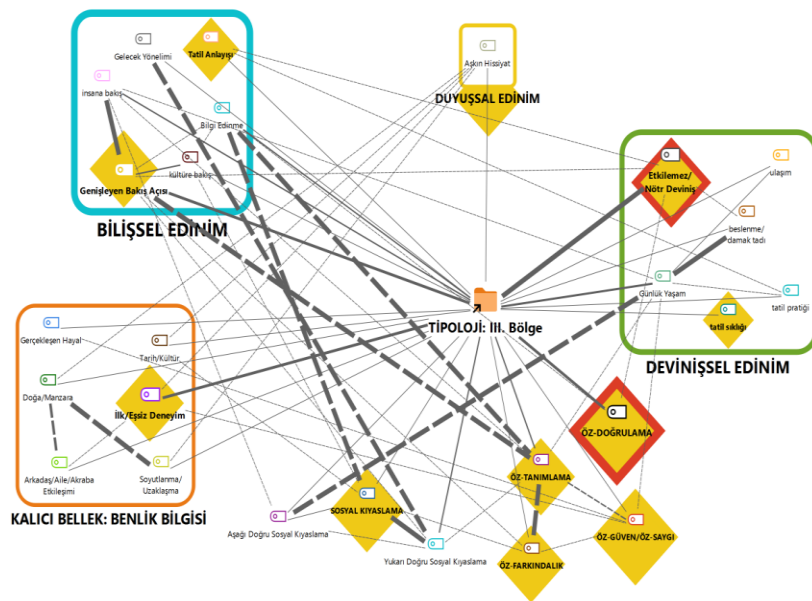 Gelecek Yönelimi
Tatil Anlayışı
insana bakış
Bilgi Edinme
kültüre bakış
Genişleyen Bakış Açısı
BİLİŞSEL EDINIM
Aşkın Hissiyat
DUYUŞSAL EDINIM
Etkilemez/
Nötr Deviniş
ulaşım
beslenme/
damak tadı
Günlük Yaşam
tatil pratiği
tatil sıklığı
DEVİNİŞSEL EDİNİM
TİPOLOJİ: III. Bölge
Gerçekleşen Hayal
Tarih/Kültür
Doğa/Manzara
İlk/Eşsiz Deneyim
Arkadaş/Aile/Akraba
Etkileşimi
Soyutlanma/
Uzaklaşma
KALICI BELLEK: BENLİK BİLGİSİ
ÖZ-DOĞRULAMA
ÖZ-TANIMLAMA
SOSYAL KIYASLAMA
Aşağı Doğru Sosyal Kıyaslama
Yukarı Doğru Sosyal Kıyaslama
ÖZ-FARKINDALIK
ÖZ-GÜVEN/ÖZ-SAYGI